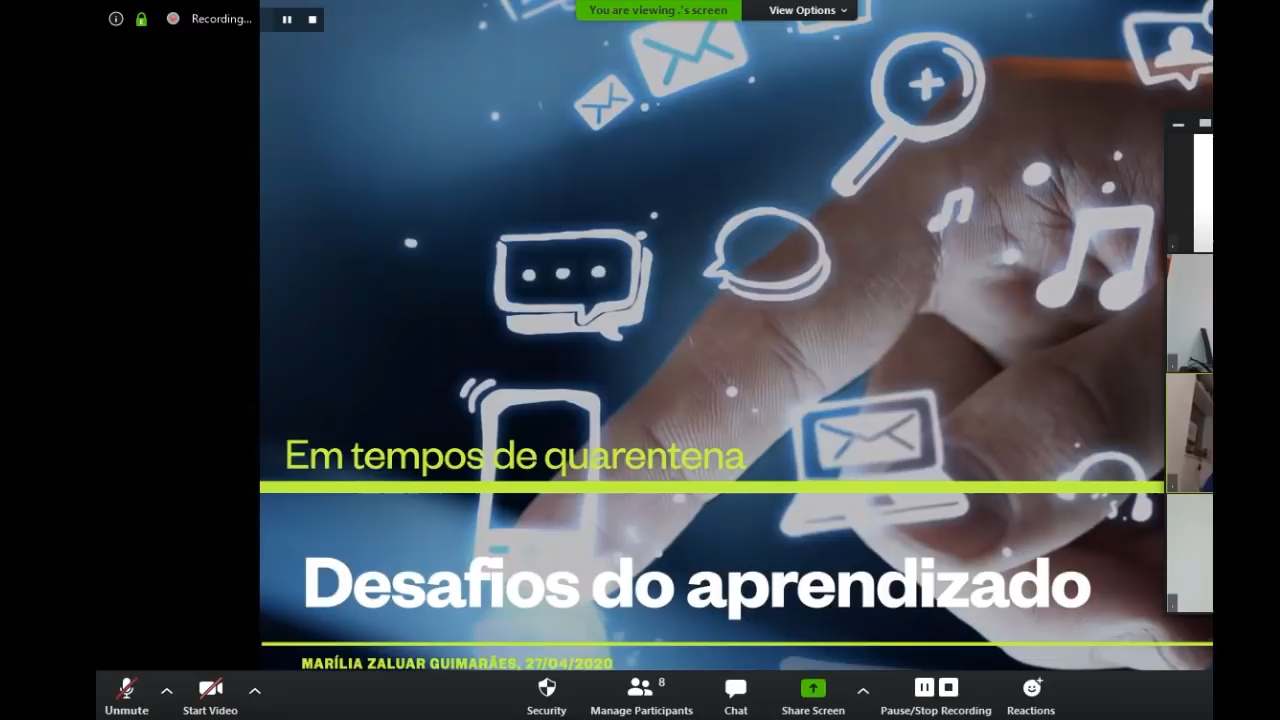 Recording...
You are viewing .'s screen
View Options
Em tempos de quarentena
Desafios do aprendizado
MARÍLIA ZALUAR GUIMARÃES, 27/04/2020
Unmute
Start Video
Security
8
Manage Participants
Chat
Share Screen
Pause/Stop Recording
Reactions